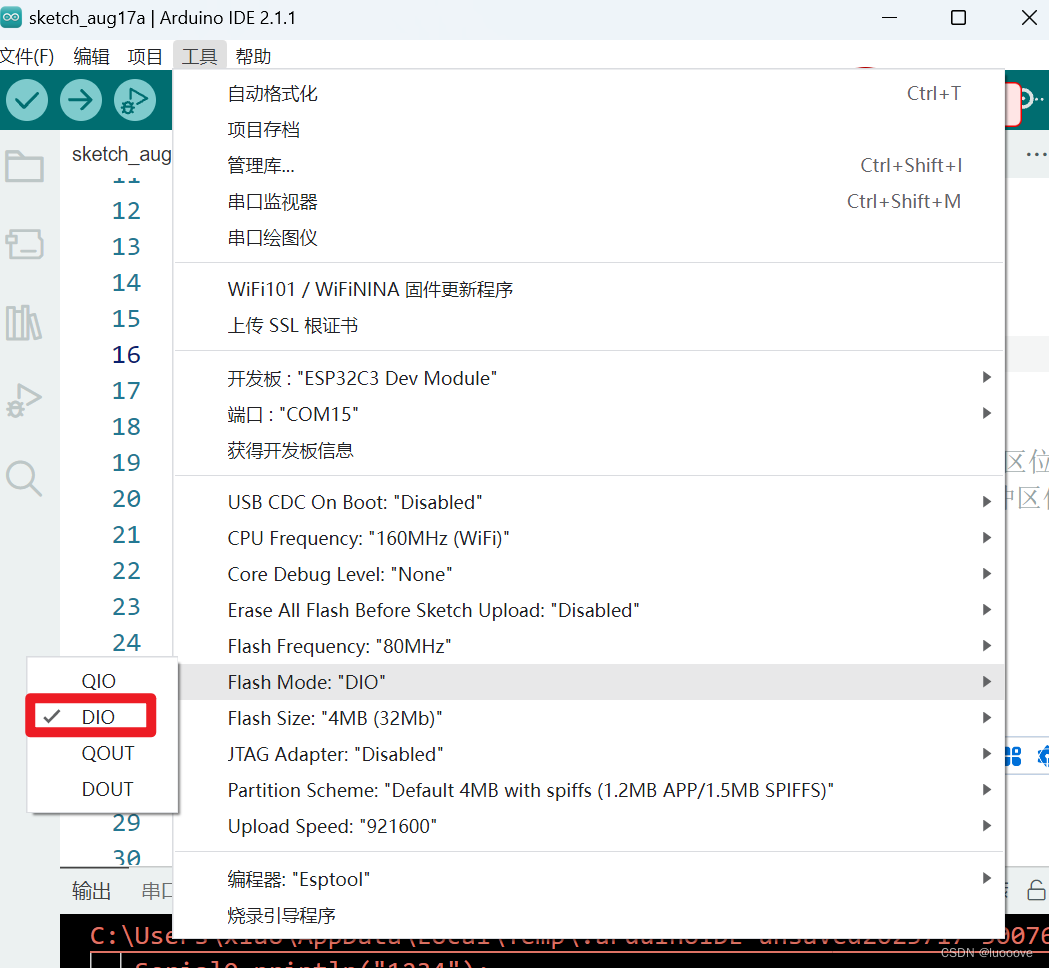 sketch_aug17a | Arduino IDE 2.1.1
文件(F) 编辑 项目 工具 帮助
自动格式化 Ctrl+T
项目存档
sketch_aug
管理库... Ctrl+Shift+I
串口监视器 Ctrl+Shift+M
串口绘图仪
WiFi101 / WiFiNINA 固件更新程序
上传 SSL 根证书
开发板 : "ESP32C3 Dev Module"
端口 : "COM15"
获得开发板信息
USB CDC On Boot: "Disabled"
CPU Frequency: "160MHz (WiFi)"
Core Debug Level: "None"
Erase All Flash Before Sketch Upload: "Disabled"
Flash Frequency: "80MHz"
Flash Mode: "DIO"
Flash Size: "4MB (32Mb)"
JTAG Adapter: "Disabled"
Partition Scheme: "Default 4MB with spiffs (1.2MB APP/1.5MB SPIFFS)"
Upload Speed: "921600"
编程器: "Esptool"
烧录引导程序
11
12
13
14
15
16
17
18
19
20
21
22
23
24
QIO
DIO
QOUT
DOUT
29
30
区位
输出 串口
CSDN @luooove